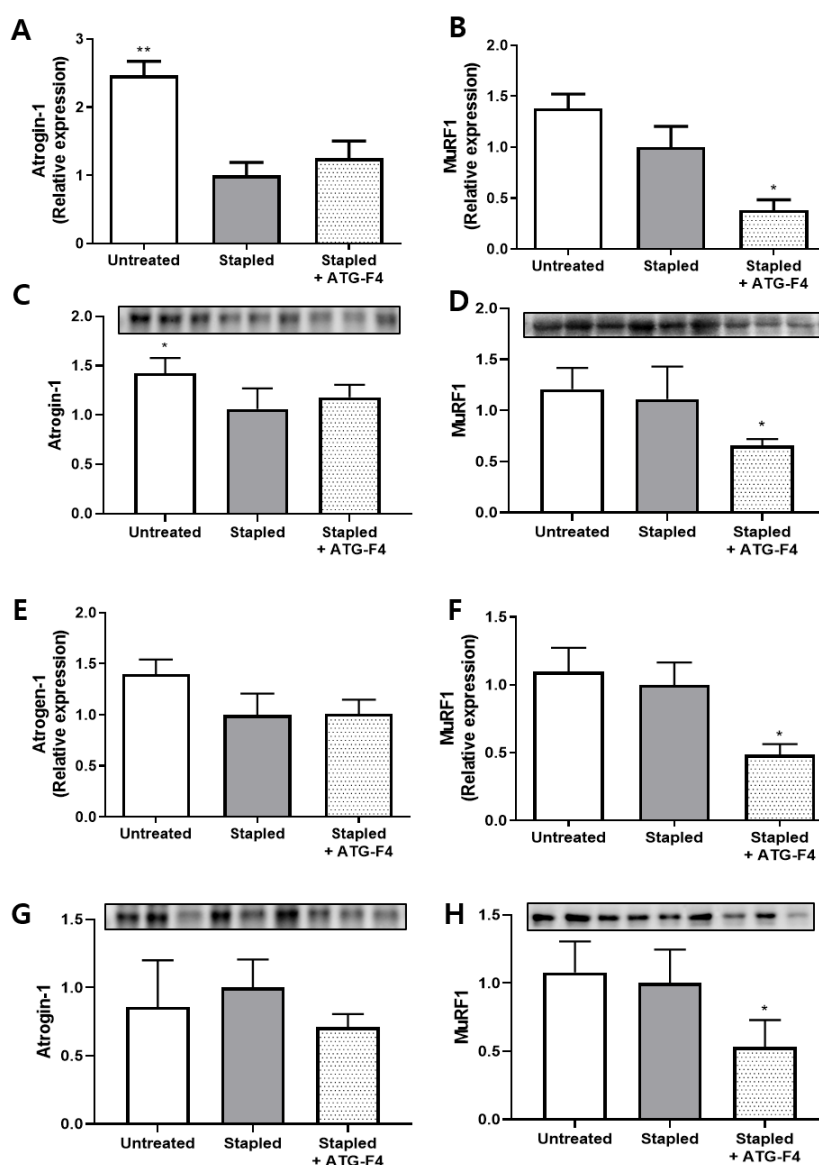 A
Atrogin-1
(Relative expression)
3
2
1
0
**
Untreated
Stapled
Stapled
+ ATG-F4
B
MuRF1
(Relative expression)
2.0
1.5
1.0
0.5
0.0
*
Untreated
Stapled
Stapled
+ ATG-F4
C
Atrogin-1
2.0
1.5
1.0
0.5
0.0
*
Untreated
Stapled
Stapled
+ ATG-F4
D
MuRF1
2.0
1.5
1.0
0.5
0.0
*
Untreated
Stapled
Stapled
+ ATG-F4
E
Atrogen-1
(Relative expression)
2.0
1.5
1.0
0.5
0.0
Untreated
Stapled
Stapled
+ ATG-F4
F
MuRF1
(Relative expression)
1.5
1.0
0.5
0.0
*
Untreated
Stapled
Stapled
+ ATG-F4
G
Atrogin-1
1.5
1.0
0.5
0.0
Untreated
Stapled
Stapled
+ ATG-F4
H
MuRF1
1.5
1.0
0.5
0.0
*
Untreated
Stapled
Stapled
+ ATG-F4